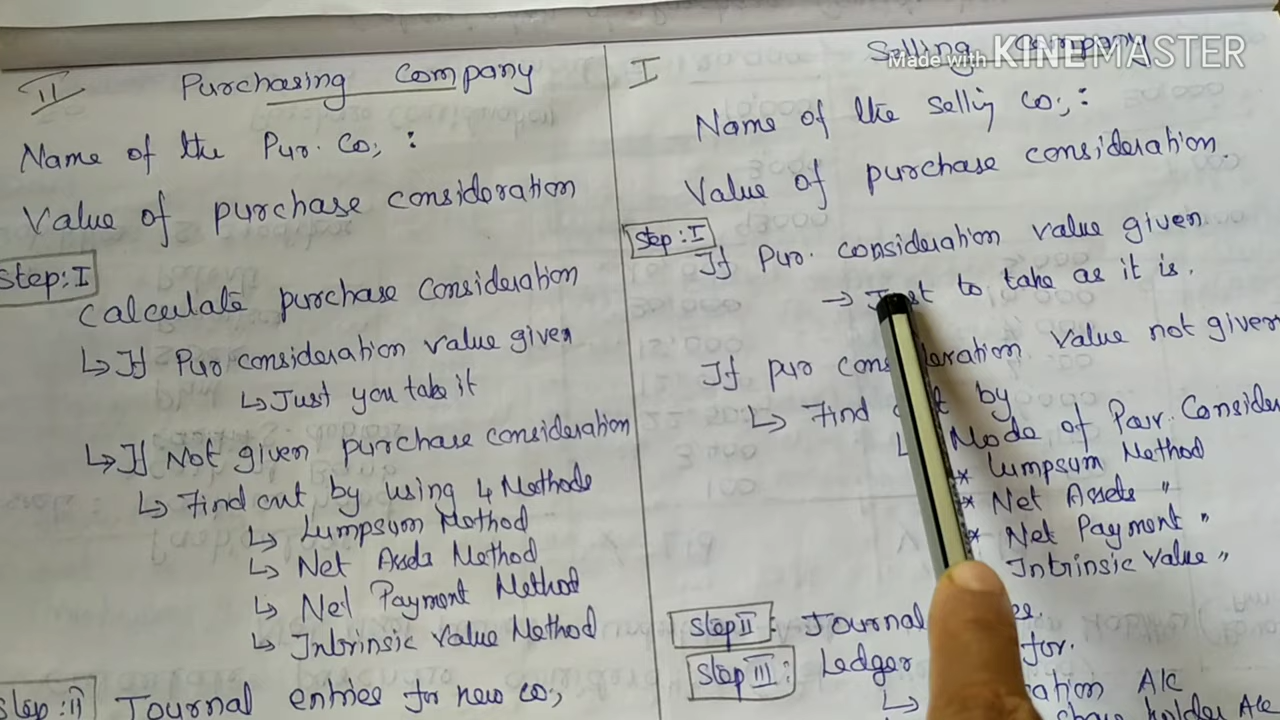 II Purchasing Company
Name of the Pur. Co; :
Value of purchase consideration
Step:I
Calculate purchase consideration
↳ If Pur consideration value given
↳ Just you take it
↳ If Not given purchase consideration
↳ Find out by using 4 Methods
↳ Lumpsum Method
↳ Net Assets Method
↳ Net Payment Method
↳ Intrinsic Value Method
Step:II Journal entries for new co;,
I Selling Company
Made with KINEMASTER
Name of the Selling Co;, :
Value of purchase consideration.
Step:I
If Pur. consideration value given
→ to take as it is.
If pur Value not given
↳ Find by
↳ Mode of Pur.
* Lumpsum Method
* Net Assets "
* Net Payment "
Intrinsic Value "
Step II : Journal
Step III : Ledger for.
↳ A/c
A/c